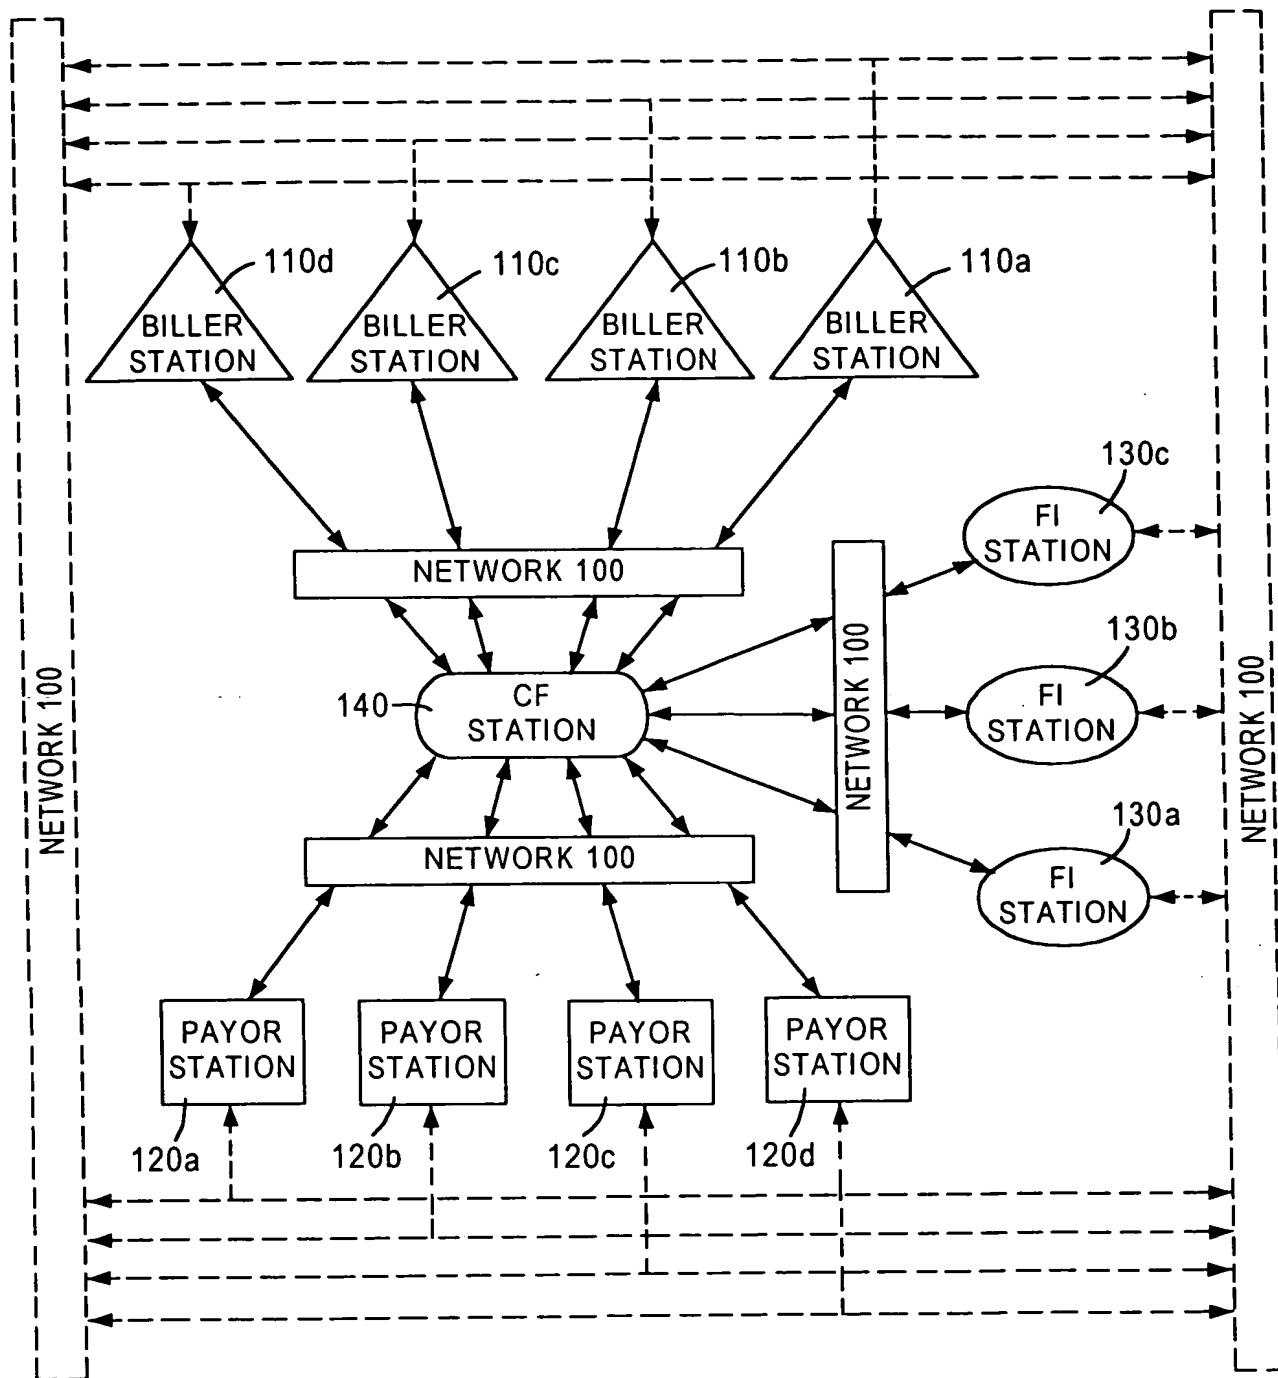 110d
110c
110b
110a
BILLER
STATION
BILLER
STATION
BILLER
STATION
BILLER
STATION
130c
FI
STATION
NETWORK 100
130b
FI
STATION
NETWORK 100
140
CF
STATION
NETWORK 100
NETWORK 100
NETWORK 100
130a
FI
STATION
PAYOR
STATION
PAYOR
STATION
PAYOR
STATION
PAYOR
STATION
120a
120b
120c
120d